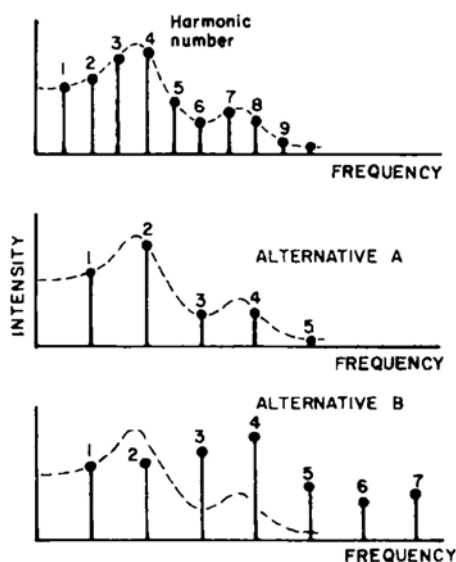 Harmonic
number
1 2 3 4 5 6 7 8 9
FREQUENCY
INTENSITY
ALTERNATIVE A
1 2 3 4 5
FREQUENCY
ALTERNATIVE B
1 2 3 4 5 6 7
FREQUENCY